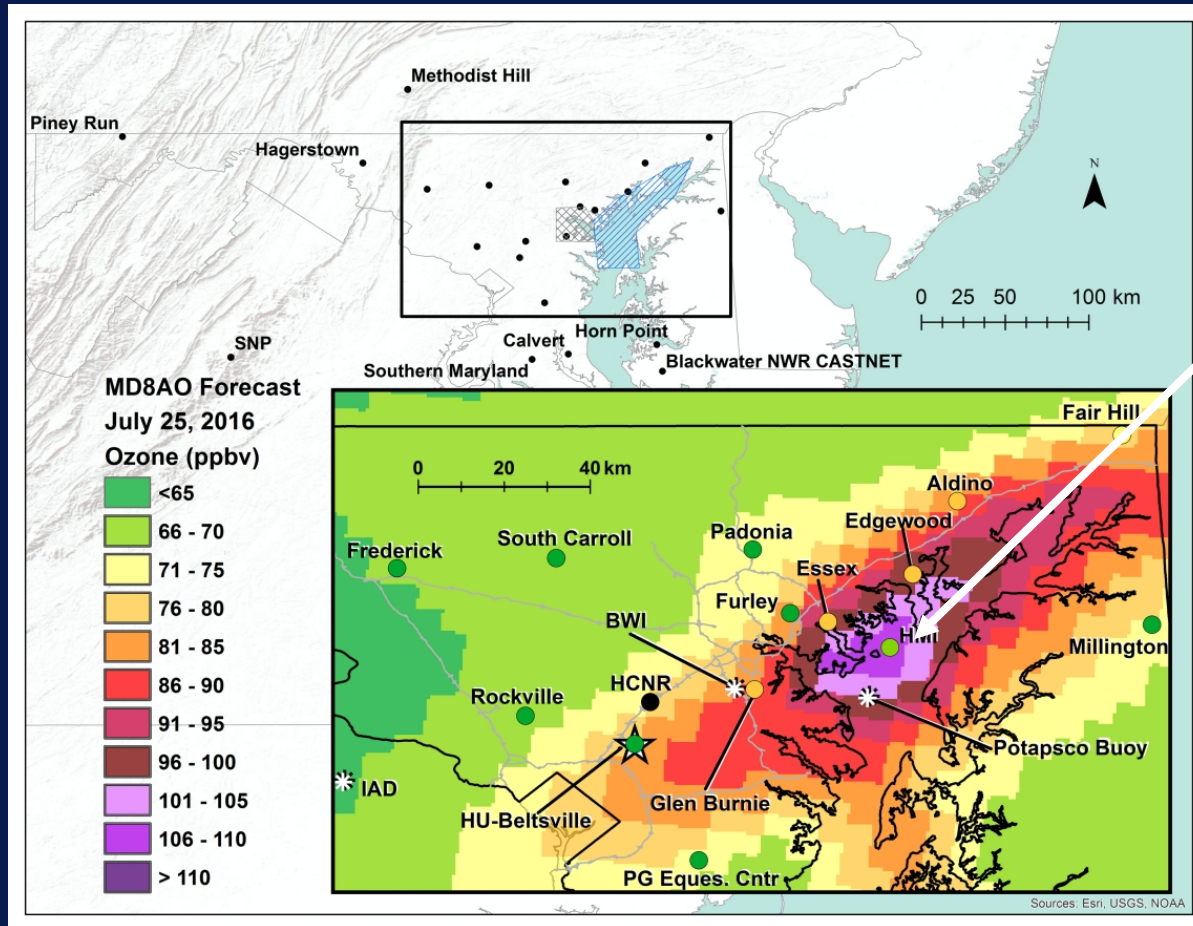 Methodist Hill
Piney Run
Hagerstown
N
0 25 50 100 km
SNP
Calvert
Horn Point
Southern Maryland
Blackwater NWR CASTNET
MD8AO Forecast
July 25, 2016
Ozone (ppbv)
<65
66 - 70
71 - 75
76 - 80
81 - 85
86 - 90
91 - 95
96 - 100
101 - 105
106 - 110
> 110
Fair Hill
0 20 40 km
Aldino
Edgewood
Padonia
South Carroll
Frederick
Essex
Furley
BWI
HMI
Millington
HCNR
Rockville
Potapsco Buoy
IAD
Glen Burnie
HU-Beltsville
PG Eques. Cntr
Sources: Esri, USGS, NOAA